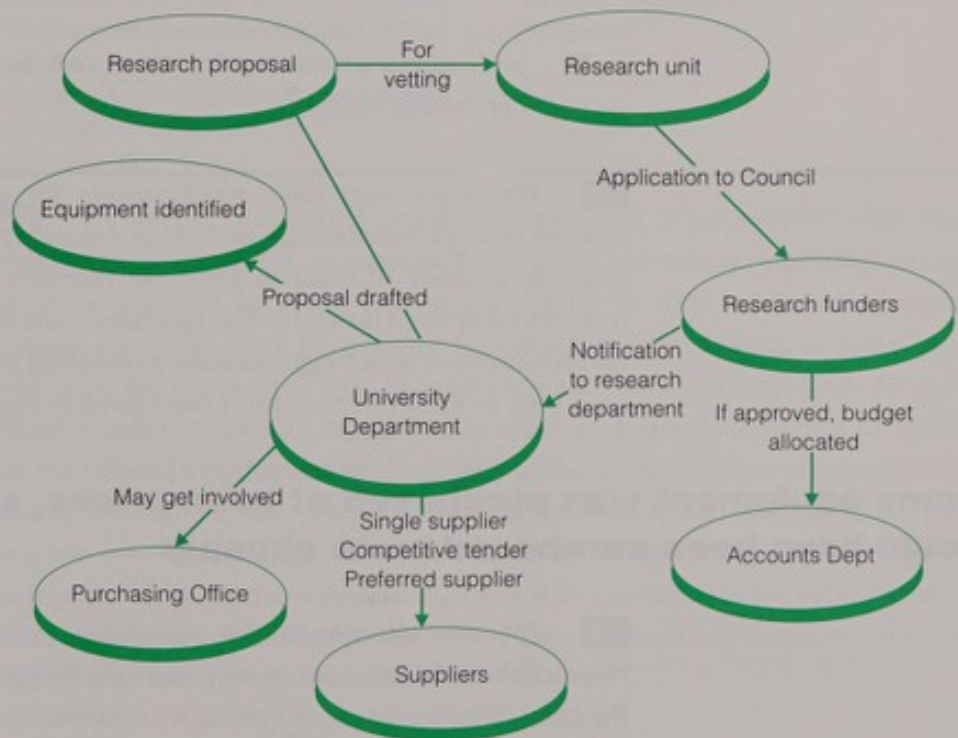 Research proposal
For
vetting
Research unit
Application to Council
Equipment identified
Proposal drafted
Research funders
Notification
to research
department
University
Department
If approved, budget
allocated
May get involved
Single supplier
Competitive tender
Preferred supplier
Purchasing Office
Accounts Dept
Suppliers